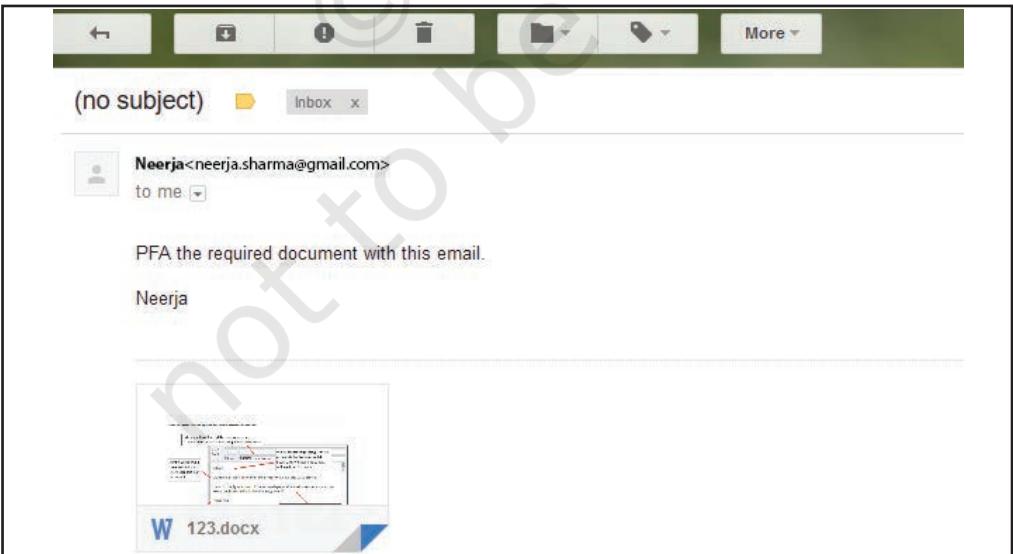 More
(no subject) Inbox x
Neerja<neerja.sharma@gmail.com>
to me
PFA the required document with this email.
Neerja
W 123.docx
not to be
©